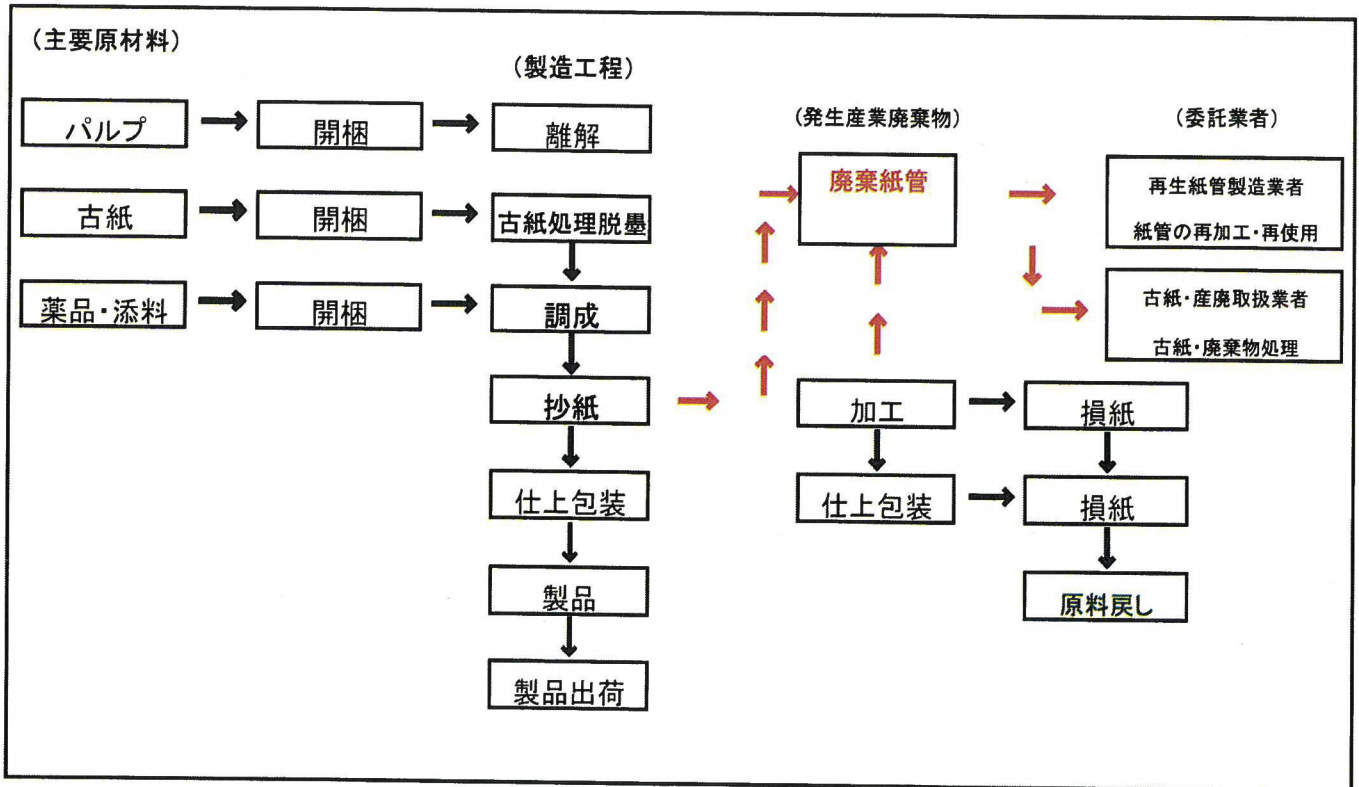 (主要原材料)
(製造工程)
(発生産業廃棄物)
(委託業者)
パルプ
開梱
離解
古紙
開梱
古紙処理脱墨
薬品・添料
開梱
調成
抄紙
仕上包装
製品
製品出荷
廃棄紙管
加工
仕上包装
損紙
損紙
原料戻し
再生紙管製造業者
紙管の再加工・再使用
古紙・産廃取扱業者
古紙・廃棄物処理